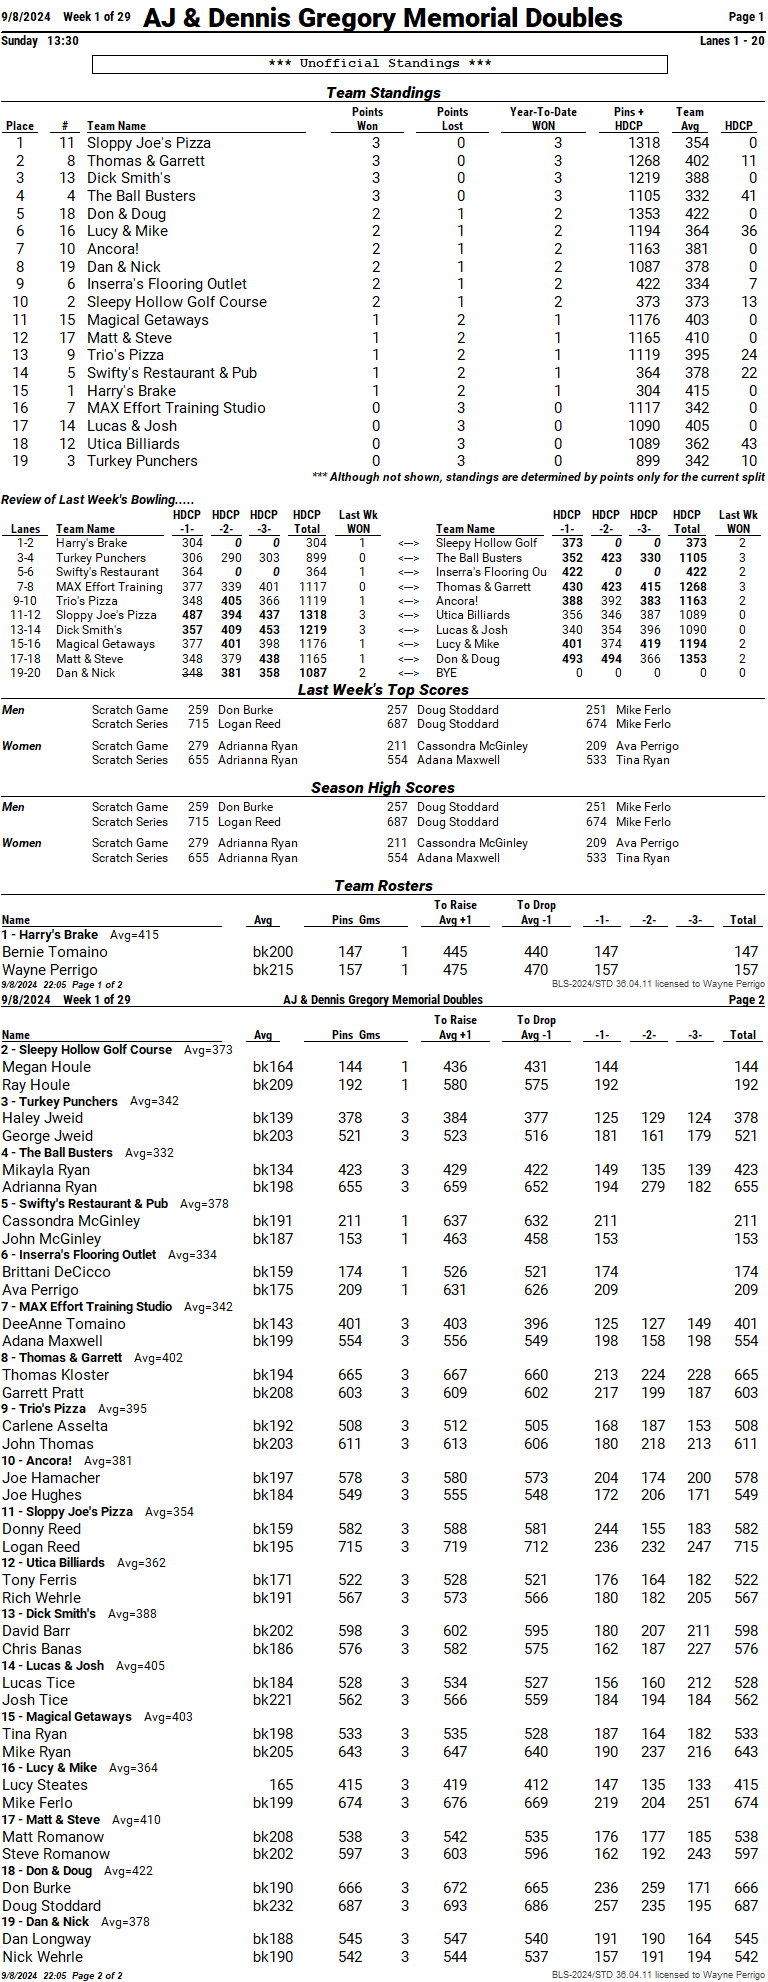 9/8/2024 Week 1 of 29 AJ & Dennis Gregory Memorial Doubles Page 1
Sunday 13:30 Lanes 1 - 20
*** Unofficial Standings ***
Team Standings
Points Points Year-To-Date Pins + Team
Place # Team Name Won Lost WON HDCP Avg HDCP
1 11 Sloppy Joe's Pizza 3 0 3 1318 354 0
2 8 Thomas & Garrett 3 0 3 1268 402 11
3 13 Dick Smith's 3 0 3 1219 388 0
4 4 The Ball Busters 3 0 3 1105 332 41
5 18 Don & Doug 2 1 2 1353 422 0
6 16 Lucy & Mike 2 1 2 1194 364 36
7 10 Ancora! 2 1 2 1163 381 0
8 19 Dan & Nick 2 1 2 1087 378 0
9 6 Inserra's Flooring Outlet 2 1 2 422 334 7
10 2 Sleepy Hollow Golf Course 2 1 2 373 373 13
11 15 Magical Getaways 1 2 1 1176 403 0
12 17 Matt & Steve 1 2 1 1165 410 0
13 9 Trio's Pizza 1 2 1 1119 395 24
14 5 Swifty's Restaurant & Pub 1 2 1 364 378 22
15 1 Harry's Brake 1 2 1 304 415 0
16 7 MAX Effort Training Studio 0 3 0 1117 342 0
17 14 Lucas & Josh 0 3 0 1090 405 0
18 12 Utica Billiards 0 3 0 1089 362 43
19 3 Turkey Punchers 0 3 0 899 342 10
*** Although not shown, standings are determined by points only for the current split
Review of Last Week's Bowling.....
HDCP HDCP HDCP HDCP Last Wk HDCP HDCP HDCP HDCP Last Wk
Lanes Team Name -1- -2- -3- Total WON Team Name -1- -2- -3- Total WON
1-2 Harry's Brake 304 0 0 304 1 <---> Sleepy Hollow Golf 373 0 0 373 2
3-4 Turkey Punchers 306 290 303 899 0 <---> The Ball Busters 352 423 330 1105 3
5-6 Swifty's Restaurant 364 0 0 364 1 <---> Inserra's Flooring Ou 422 0 0 422 2
7-8 MAX Effort Training 377 339 401 1117 0 <---> Thomas & Garrett 430 423 415 1268 3
9-10 Trio's Pizza 348 405 366 1119 1 <---> Ancora! 388 392 383 1163 2
11-12 Sloppy Joe's Pizza 487 394 437 1318 3 <---> Utica Billiards 356 346 387 1089 0
13-14 Dick Smith's 357 409 453 1219 3 <---> Lucas & Josh 340 354 396 1090 0
15-16 Magical Getaways 377 401 398 1176 1 <---> Lucy & Mike 401 374 419 1194 2
17-18 Matt & Steve 348 379 438 1165 1 <---> Don & Doug 493 494 366 1353 2
19-20 Dan & Nick 348 381 358 1087 2 <---> BYE 0 0 0 0 0
Last Week's Top Scores
Men Scratch Game 259 Don Burke 257 Doug Stoddard 251 Mike Ferlo
Scratch Series 715 Logan Reed 687 Doug Stoddard 674 Mike Ferlo
Women Scratch Game 279 Adrianna Ryan 211 Cassondra McGinley 209 Ava Perrigo
Scratch Series 655 Adrianna Ryan 554 Adana Maxwell 533 Tina Ryan
Season High Scores
Men Scratch Game 259 Don Burke 257 Doug Stoddard 251 Mike Ferlo
Scratch Series 715 Logan Reed 687 Doug Stoddard 674 Mike Ferlo
Women Scratch Game 279 Adrianna Ryan 211 Cassondra McGinley 209 Ava Perrigo
Scratch Series 655 Adrianna Ryan 554 Adana Maxwell 533 Tina Ryan
Team Rosters
To Raise To Drop
Name Avg Pins Gms Avg +1 Avg -1 -1- -2- -3- Total
1 - Harry's Brake Avg=415
Bernie Tomaino bk200 147 1 445 440 147 147
Wayne Perrigo bk215 157 1 475 470 157 157
9/8/2024 22:05 Page 1 of 2 BLS-2024/STD 36.04.11 licensed to Wayne Perrigo
9/8/2024 Week 1 of 29 AJ & Dennis Gregory Memorial Doubles Page 2
To Raise To Drop
Name Avg Pins Gms Avg +1 Avg -1 -1- -2- -3- Total
2 - Sleepy Hollow Golf Course Avg=373
Megan Houle bk164 144 1 436 431 144 144
Ray Houle bk209 192 1 580 575 192 192
3 - Turkey Punchers Avg=342
Haley Jweid bk139 378 3 384 377 125 129 124 378
George Jweid bk203 521 3 523 516 181 161 179 521
4 - The Ball Busters Avg=332
Mikayla Ryan bk134 423 3 429 422 149 135 139 423
Adrianna Ryan bk198 655 3 659 652 194 279 182 655
5 - Swifty's Restaurant & Pub Avg=378
Cassondra McGinley bk191 211 1 637 632 211 211
John McGinley bk187 153 1 463 458 153 153
6 - Inserra's Flooring Outlet Avg=334
Brittani DeCicco bk159 174 1 526 521 174 174
Ava Perrigo bk175 209 1 631 626 209 209
7 - MAX Effort Training Studio Avg=342
DeeAnne Tomaino bk143 401 3 403 396 125 127 149 401
Adana Maxwell bk199 554 3 556 549 198 158 198 554
8 - Thomas & Garrett Avg=402
Thomas Kloster bk194 665 3 667 660 213 224 228 665
Garrett Pratt bk208 603 3 609 602 217 199 187 603
9 - Trio's Pizza Avg=395
Carlene Asselta bk192 508 3 512 505 168 187 153 508
John Thomas bk203 611 3 613 606 180 218 213 611
10 - Ancora! Avg=381
Joe Hamacher bk197 578 3 580 573 204 174 200 578
Joe Hughes bk184 549 3 555 548 172 206 171 549
11 - Sloppy Joe's Pizza Avg=354
Donny Reed bk159 582 3 588 581 244 155 183 582
Logan Reed bk195 715 3 719 712 236 232 247 715
12 - Utica Billiards Avg=362
Tony Ferris bk171 522 3 528 521 176 164 182 522
Rich Wehrle bk191 567 3 573 566 180 182 205 567
13 - Dick Smith's Avg=388
David Barr bk202 598 3 602 595 180 207 211 598
Chris Banas bk186 576 3 582 575 162 187 227 576
14 - Lucas & Josh Avg=405
Lucas Tice bk184 528 3 534 527 156 160 212 528
Josh Tice bk221 562 3 566 559 184 194 184 562
15 - Magical Getaways Avg=403
Tina Ryan bk198 533 3 535 528 187 164 182 533
Mike Ryan bk205 643 3 647 640 190 237 216 643
16 - Lucy & Mike Avg=364
Lucy Steates 165 415 3 419 412 147 135 133 415
Mike Ferlo bk199 674 3 676 669 219 204 251 674
17 - Matt & Steve Avg=410
Matt Romanow bk208 538 3 542 535 176 177 185 538
Steve Romanow bk202 597 3 603 596 162 192 243 597
18 - Don & Doug Avg=422
Don Burke bk190 666 3 672 665 236 259 171 666
Doug Stoddard bk232 687 3 693 686 257 235 195 687
19 - Dan & Nick Avg=378
Dan Longway bk188 545 3 547 540 191 190 164 545
Nick Wehrle bk190 542 3 544 537 157 191 194 542
9/8/2024 22:05 Page 2 of 2 BLS-2024/STD 36.04.11 licensed to Wayne Perrigo